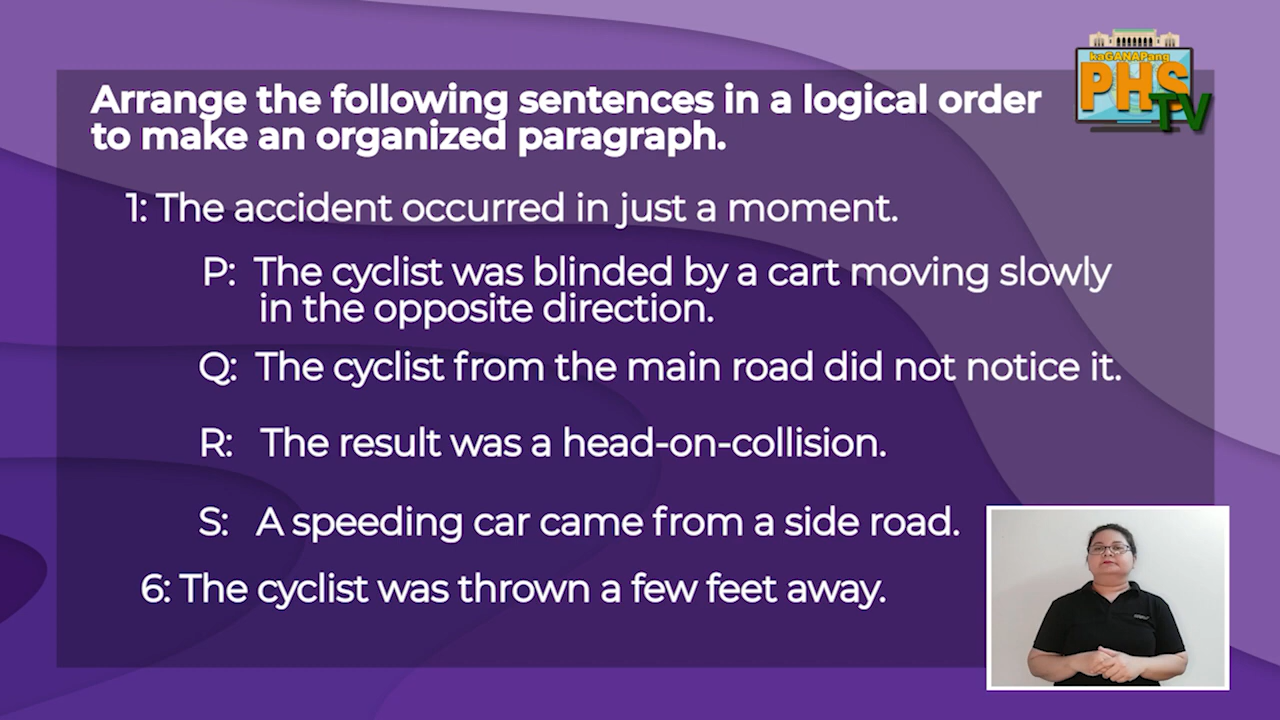 kaGANAPang
PHS
TV
Arrange the following sentences in a logical order
to make an organized paragraph.
1: The accident occurred in just a moment.
P: The cyclist was blinded by a cart moving slowly
in the opposite direction.
Q: The cyclist from the main road did not notice it.
R: The result was a head-on-collision.
S: A speeding car came from a side road.
6: The cyclist was thrown a few feet away.